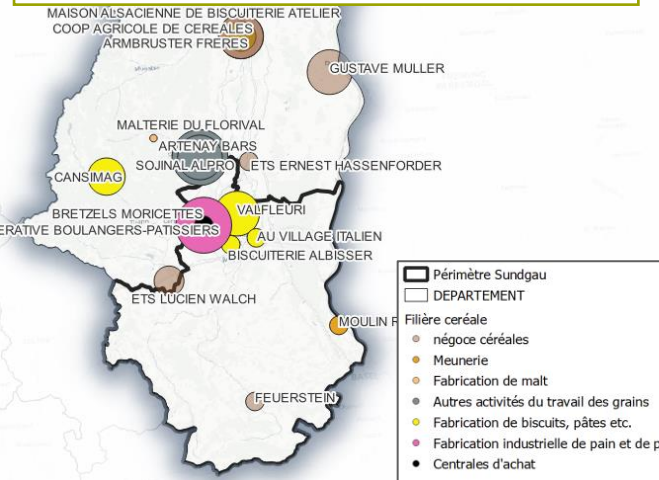 MAISON ALSACIENNE DE BISCUITERIE ATELIER
COOP AGRICOLE DE CEREALES
ARMBRUSTER FRÈRES
GUSTAVE MULLER
MALTERIE DU FLORIVAL
ARTENAY BARS
SOJINAL ALPRO
ETS ERNEST HASSENFORDER
CANSIMAG
BRETZELS MORICETTES
VALFLEURI
ERATIVE BOULANGERS-PATISSIERS
AU VILLAGE ITALIEN
BISCUITERIE ALBISSER
ETS LUCIEN WALCH
MOULIN R
FEUERSTEIN
Périmètre Sundgau
DEPARTEMENT
Filière ceréale
négoce céréales
Meunerie
Fabrication de malt
Autres activités du travail des grains
Fabrication de biscuits, pâtes etc.
Fabrication industrielle de pain et de p
Centrales d'achat